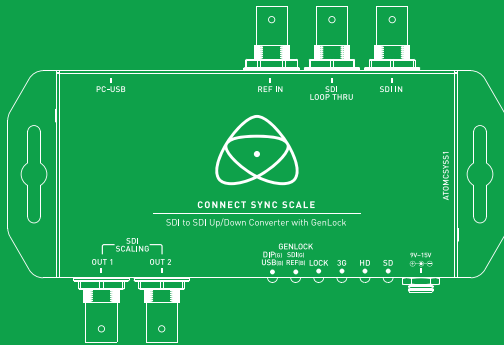 PC-USB
REF IN
SDI
LOOP THRU
SDI IN
ATOMCSYSS1
CONNECT SYNC SCALE
SDI to SDI Up/Down Converter with GenLock
SDI
SCALING
OUT 1
OUT 2
GENLOCK
DIP(G) SDI(G)
USB(B) REF(B) LOCK 3G HD SD
9V-15V